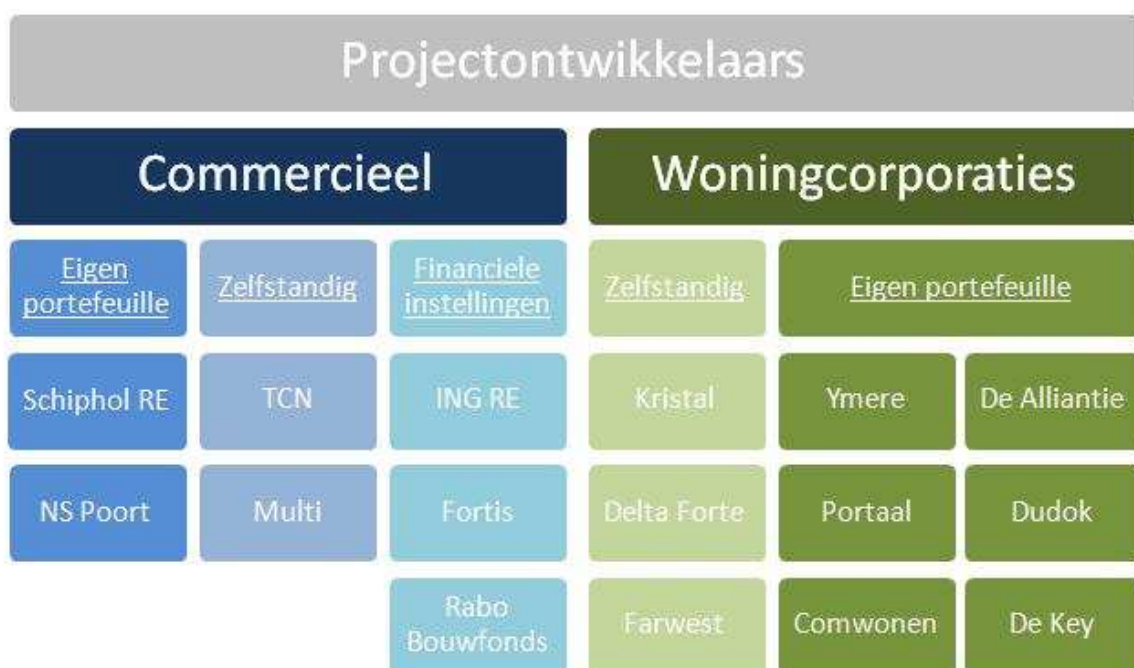 Projectontwikkelaars
Commercieel
Woningcorporaties
Eigen
portefeuille
Zelfstandig
Financiele
instellingen
Zelfstandig
Eigen portefeuille
Schiphol RE
TCN
ING RE
Kristal
Ymere
De Alliantie
NS Poort
Multi
Fortis
Delta Forte
Portaal
Dudok
Rabo
Bouwfonds
Farwest
Comwonen
De Key